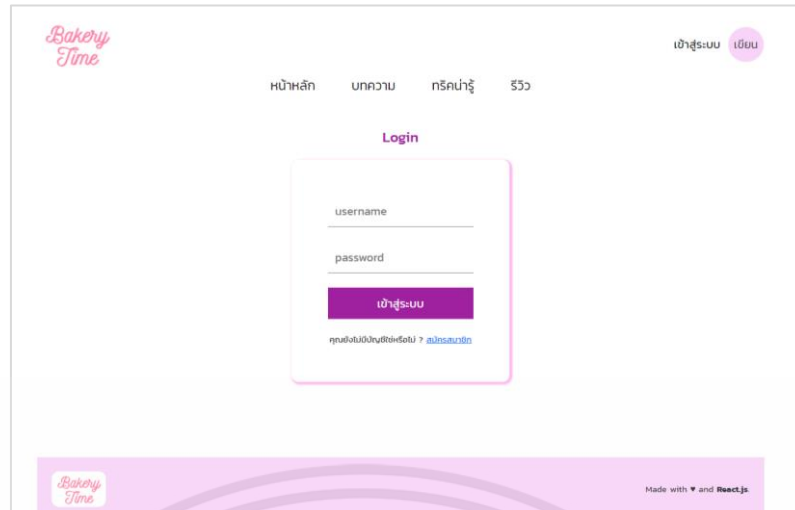 Bakery
Time
เข้าสู่ระบบ เขียน
หน้าหลัก บทความ ทริคน่ารู้ รีวิว
Login
username
password
เข้าสู่ระบบ
คุณยังไม่มีบัญชีใช่หรือไม่ ? สมัครสมาชิก
Bakery
Time
Made with ♥ and React.js.